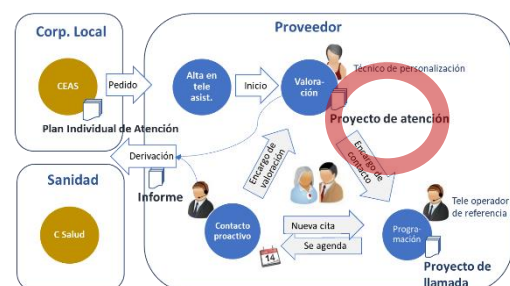 Corp. Local
CEAS
Plan Individual de Atención
Sanidad
C Salud
Pedido
Derivación
Informe
Proveedor
Alta en
tele
asist.
Inicio
Valora-
ción
Técnico de personalización
Proyecto de atención
Encargo de
valoración
Encargo de
contacto
Contacto
proactivo
14
Nueva cita
Se agenda
Progra-
mación
Tele operador
de referencia
Proyecto de
llamada